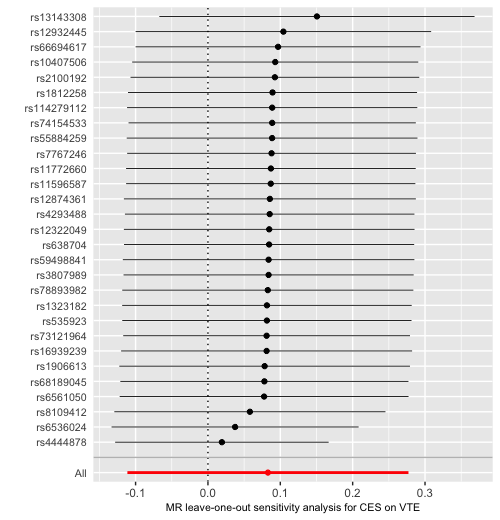 rs13143308
rs12932445
rs66694617
rs10407506
rs2100192
rs1812258
rs114279112
rs74154533
rs55884259
rs7767246
rs11772660
rs11596587
rs12874361
rs4293488
rs12322049
rs638704
rs59498841
rs3807989
rs78893982
rs1323182
rs535923
rs73121964
rs16939239
rs1906613
rs68189045
rs6561050
rs8109412
rs6536024
rs4444878
All
-0.1 0.0 0.1 0.2 0.3
MR leave-one-out sensitivity analysis for CES on VTE